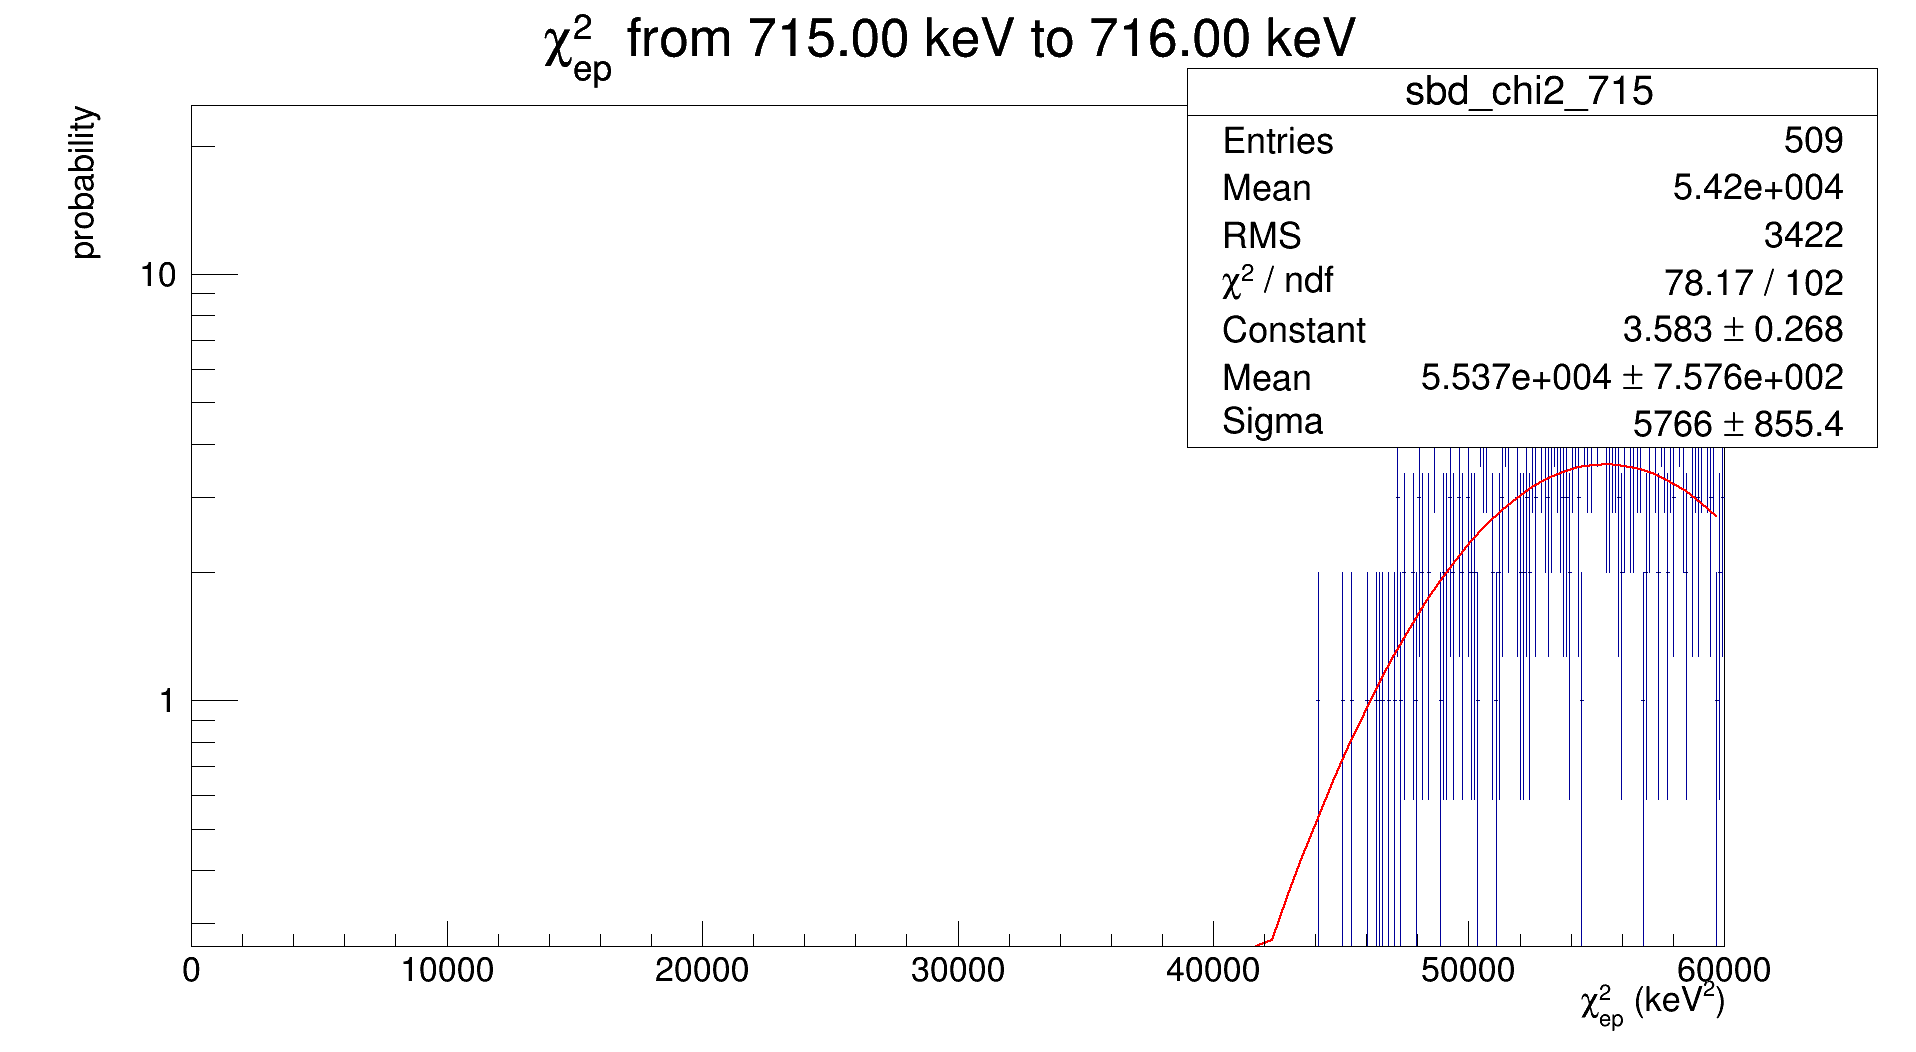 χ²ep from 715.00 keV to 716.00 keV
sbd_chi2_715
Entries 509
Mean 5.42e+004
RMS 3422
χ² / ndf 78.17 / 102
Constant 3.583 ± 0.268
Mean 5.537e+004 ± 7.576e+002
Sigma 5766 ± 855.4
probability
10
1
0 10000 20000 30000 40000 50000 60000
χ²ep (keV²)